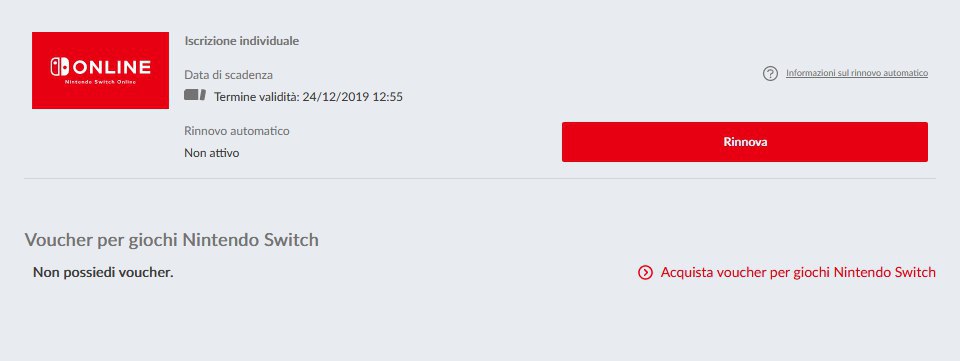 ONLINE
Nintendo Switch Online
Iscrizione individuale
Data di scadenza
Termine validità: 24/12/2019 12:55
Informazioni sul rinnovo automatico
Rinnovo automatico
Non attivo
Rinnova
Voucher per giochi Nintendo Switch
Non possiedi voucher.
Acquista voucher per giochi Nintendo Switch